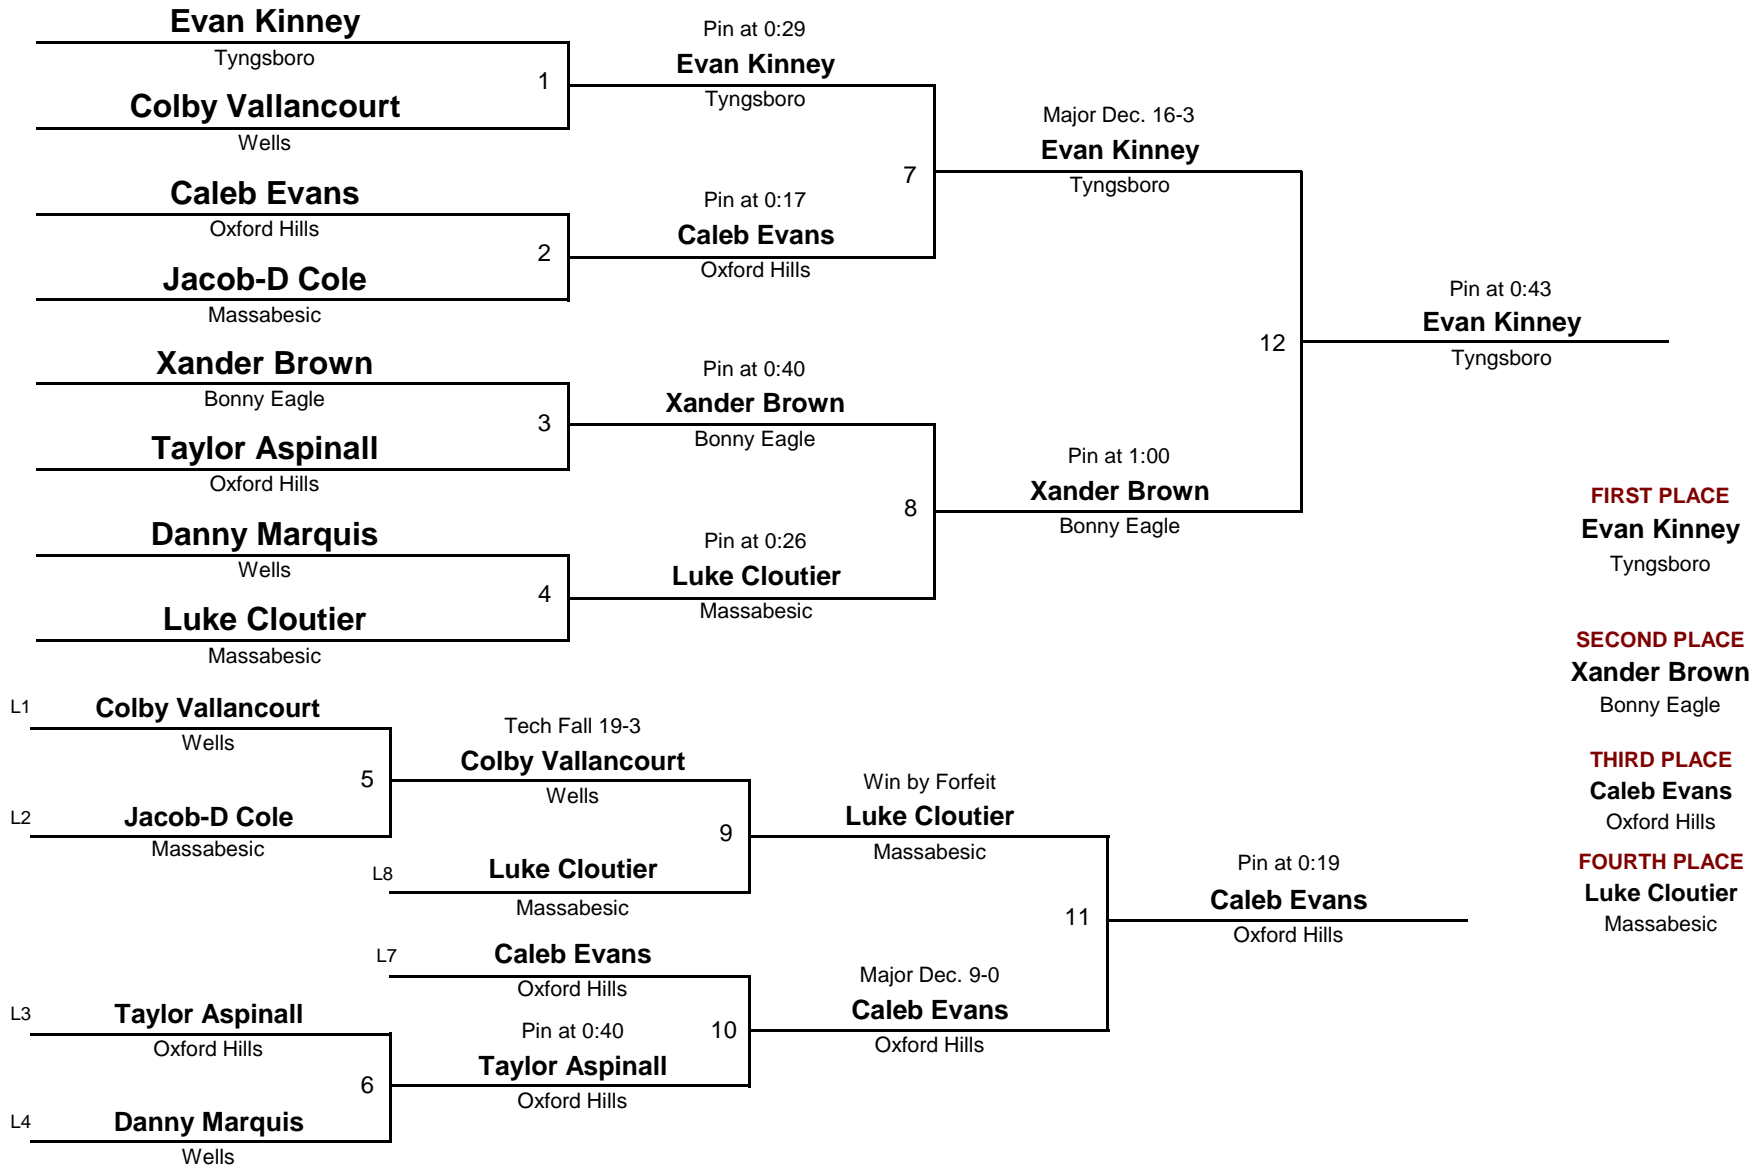 Evan Kinney
Tyngsboro
1
Colby Vallancourt
Wells
Pin at 0:29
Evan Kinney
Tyngsboro
Caleb Evans
Oxford Hills
2
Jacob-D Cole
Massabesic
Pin at 0:17
Caleb Evans
Oxford Hills
7
Major Dec. 16-3
Evan Kinney
Tyngsboro
Xander Brown
Bonny Eagle
3
Taylor Aspinall
Oxford Hills
Pin at 0:40
Xander Brown
Bonny Eagle
Danny Marquis
Wells
4
Luke Cloutier
Massabesic
Pin at 0:26
Luke Cloutier
Massabesic
8
Pin at 1:00
Xander Brown
Bonny Eagle
12
Pin at 0:43
Evan Kinney
Tyngsboro
L1
Colby Vallancourt
Wells
5
L2
Jacob-D Cole
Massabesic
Tech Fall 19-3
Colby Vallancourt
Wells
9
L8
Luke Cloutier
Massabesic
Win by Forfeit
Luke Cloutier
Massabesic
L7
Caleb Evans
Oxford Hills
L3
Taylor Aspinall
Oxford Hills
6
L4
Danny Marquis
Wells
Pin at 0:40
Taylor Aspinall
Oxford Hills
10
Major Dec. 9-0
Caleb Evans
Oxford Hills
11
Pin at 0:19
Caleb Evans
Oxford Hills
FIRST PLACE
Evan Kinney
Tyngsboro
SECOND PLACE
Xander Brown
Bonny Eagle
THIRD PLACE
Caleb Evans
Oxford Hills
FOURTH PLACE
Luke Cloutier
Massabesic